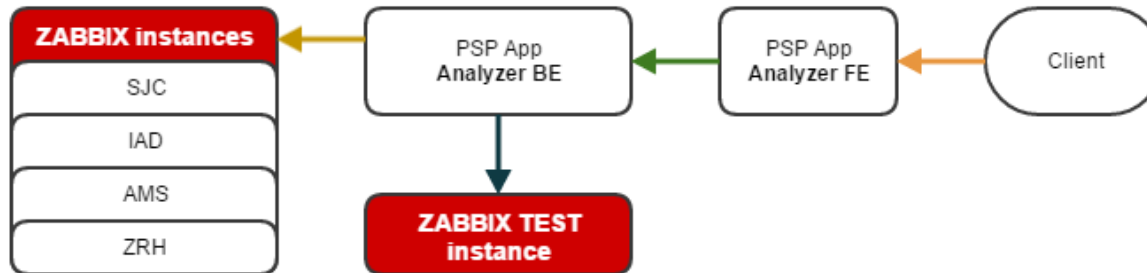 ZABBIX instances
SJC
IAD
AMS
ZRH
PSP App
Analyzer BE
ZABBIX TEST
instance
PSP App
Analyzer FE
Client